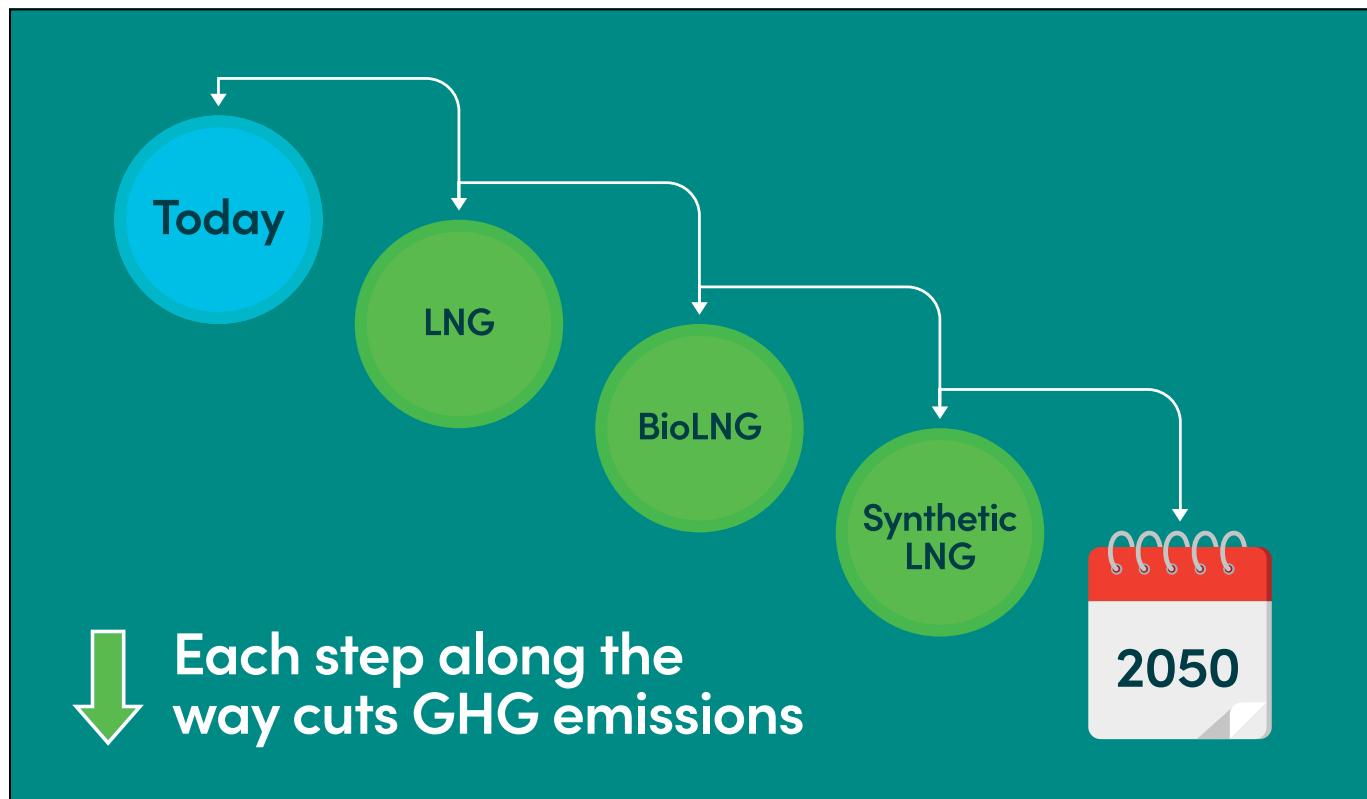 Today
LNG
BioLNG
Synthetic
LNG
2050
Each step along the
way cuts GHG emissions